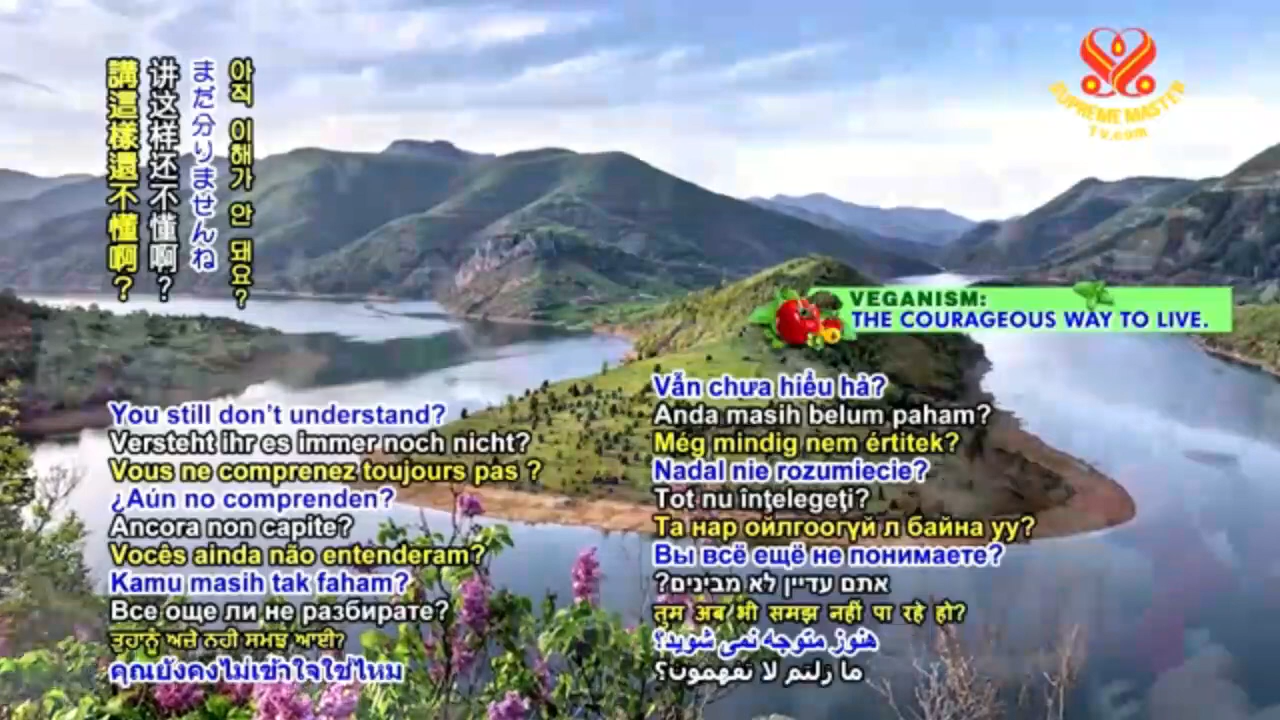 講這樣還不懂啊？
讲这样还不懂啊？
まだ分りませんね
아직 이해가 안 돼요?
SUPREME MASTER
TV.com
VEGANISM:
THE COURAGEOUS WAY TO LIVE.
You still don't understand?
Versteht ihr es immer noch nicht?
Vous ne comprenez toujours pas ?
¿Aún no comprenden?
Ancora non capite?
Vocês ainda não entenderam?
Kamu masih tak faham?
Все още ли не разбирате?
ਤੁਹਾਨੂੰ ਅਜੇ ਨਹੀ ਸਮਝ ਆਈ?
คุณยังคงไม่เข้าใจใช่ไหม
Vẫn chưa hiểu hả?
Anda masih belum paham?
Még mindig nem értitek?
Nadal nie rozumiecie?
Tot nu înţelegeţi?
Та нар ойлгоогүй л байна уу?
Вы всё ещё не понимаете?
אתם עדיין לא מבינים?
तुम अब भी समझ नहीं पा रहे हो?
هنوز متوجه نمی شوید؟
ما زلتم لا تفهمون؟